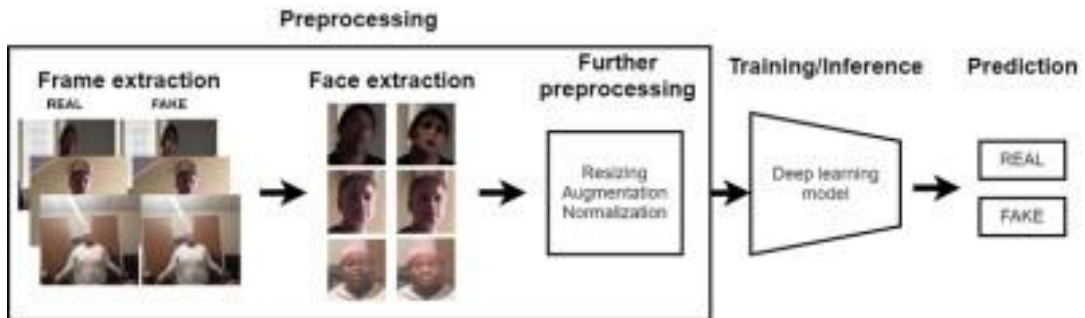 Preprocessing
Frame extraction
REAL FAKE
Face extraction
Further
preprocessing
Resizing
Augmentation
Normalization
Training/Inference
Deep learning
model
Prediction
REAL
FAKE